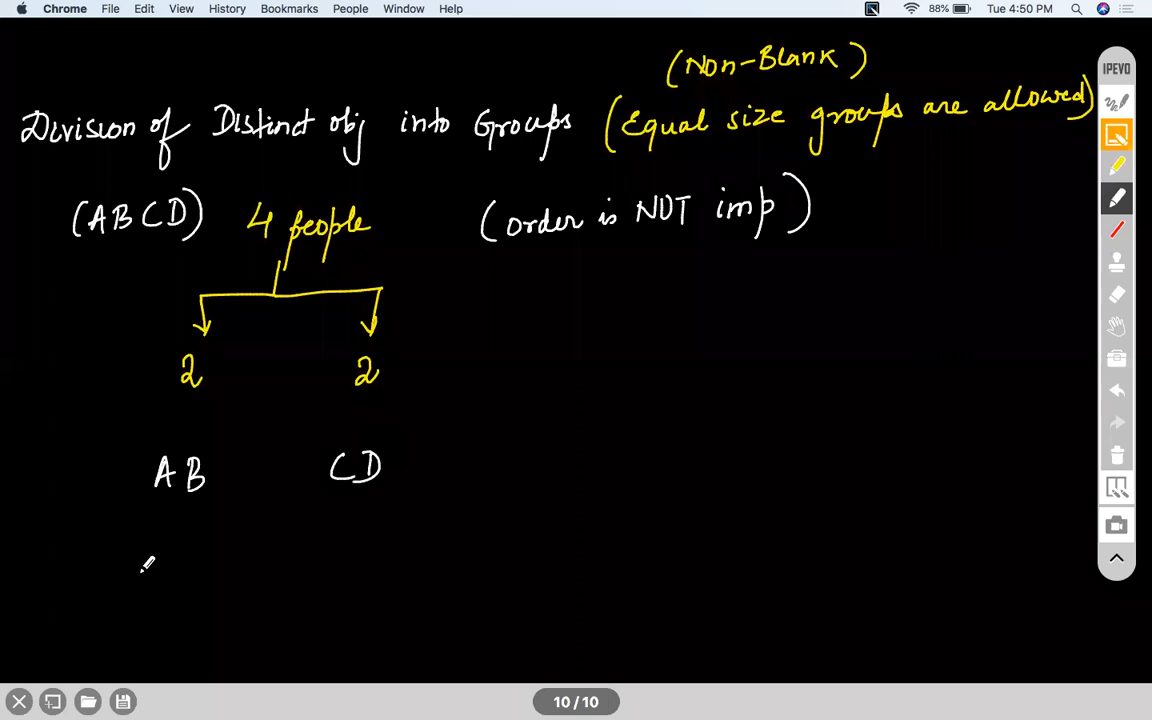 Chrome File Edit View History Bookmarks People Window Help 88% Tue 4:50 PM
(Non-Blank)
Division of Distinct obj into Groups (Equal size groups are allowed)
(ABCD) 4 people (order is NOT imp)
2 2
AB CD
IPEVO
10/10